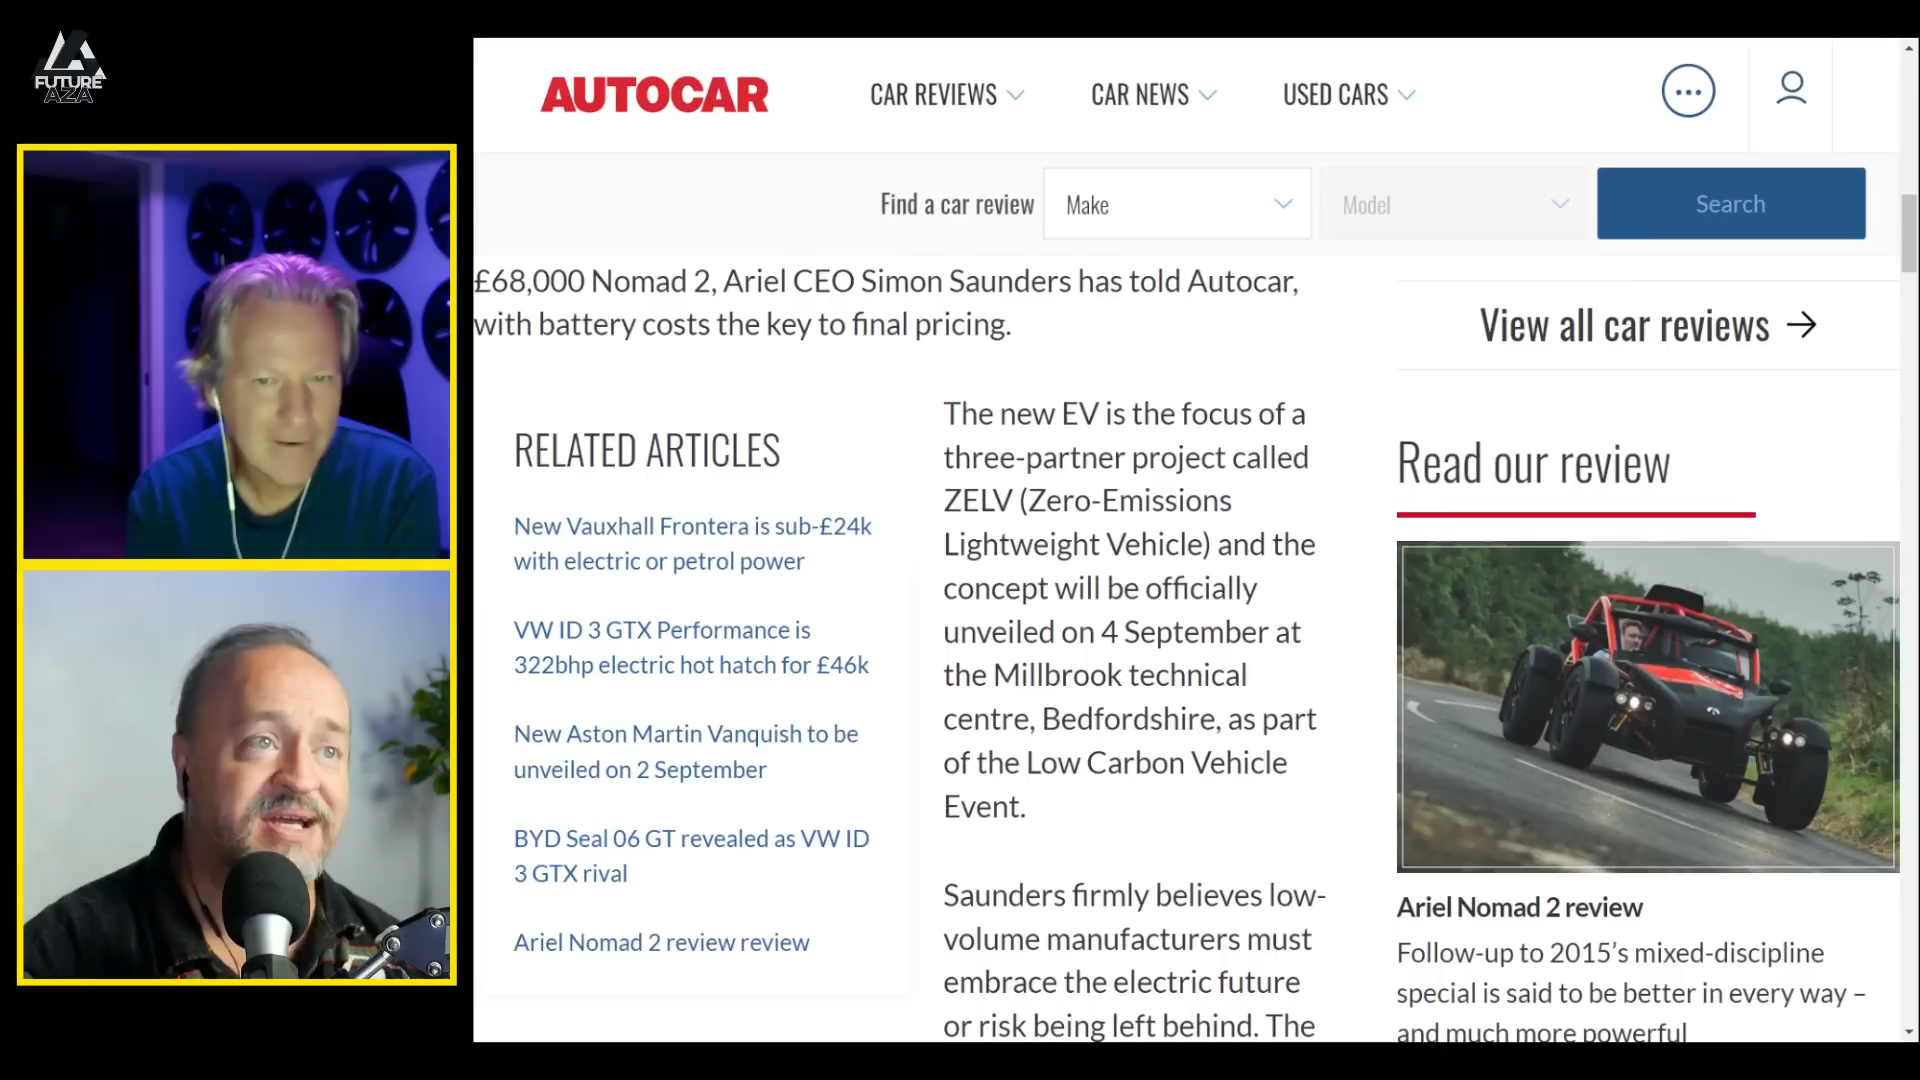 FUTURE
AZA
AUTOCAR
CAR REVIEWS
CAR NEWS
USED CARS
Find a car review
Make
Model
Search
£68,000 Nomad 2, Ariel CEO Simon Saunders has told Autocar,
with battery costs the key to final pricing.
RELATED ARTICLES
New Vauxhall Frontera is sub-£24k
with electric or petrol power
VW ID 3 GTX Performance is
322bhp electric hot hatch for £46k
New Aston Martin Vanquish to be
unveiled on 2 September
BYD Seal 06 GT revealed as VW ID
3 GTX rival
Ariel Nomad 2 review review
The new EV is the focus of a
three-partner project called
ZELV (Zero-Emissions
Lightweight Vehicle) and the
concept will be officially
unveiled on 4 September at
the Millbrook technical
centre, Bedfordshire, as part
of the Low Carbon Vehicle
Event.
Saunders firmly believes low-
volume manufacturers must
embrace the electric future
or risk being left behind. The
View all car reviews
Read our review
Ariel Nomad 2 review
Follow-up to 2015’s mixed-discipline
special is said to be better in every way –
and much more powerful